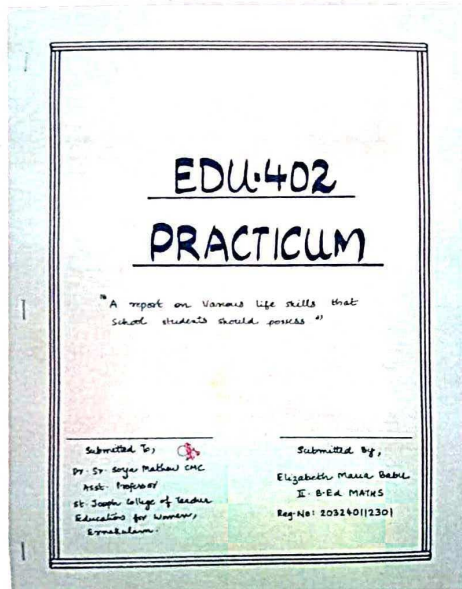 EDU·402
PRACTICUM
"A report on Various life skills that
School students should possess"
Submitted To,
Dr. Sr. Soya Mathew CMC
Asst. Professor
St. Joseph College of Teacher
Education for Women,
Ernakulam.
Submitted By,
Elizabeth Maria Babu
II. B.Ed MATHS
Reg-No: 203240112301